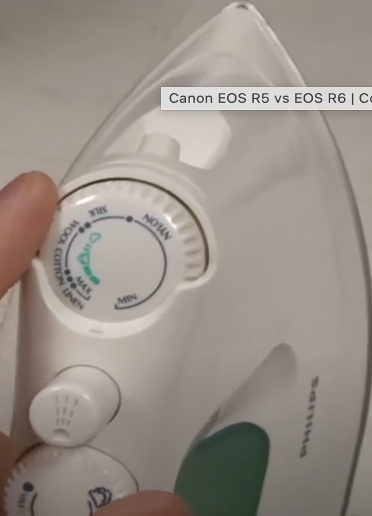 Canon EOS R5 vs EOS R6 | Co
NYLON
SILK
WOOL
COTTON
LINEN
MAX
MIN
PHILIPS